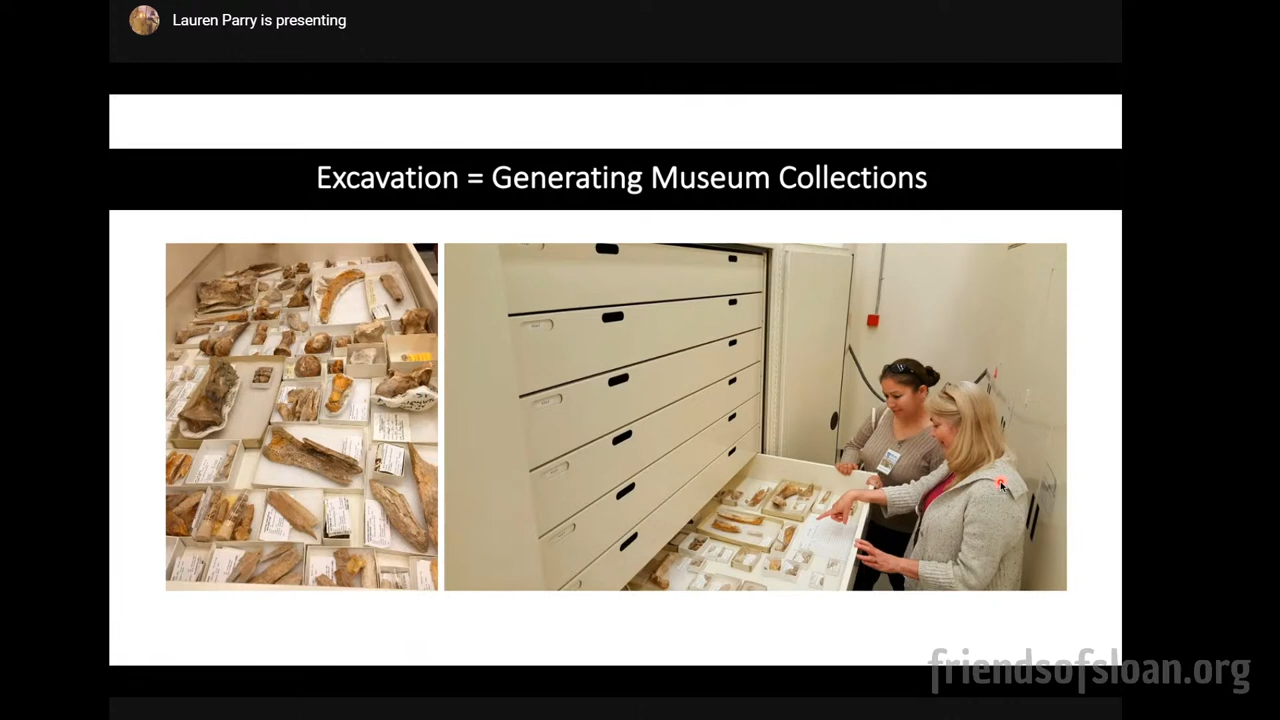 Lauren Parry is presenting
Excavation = Generating Museum Collections
friendsofsloan.org